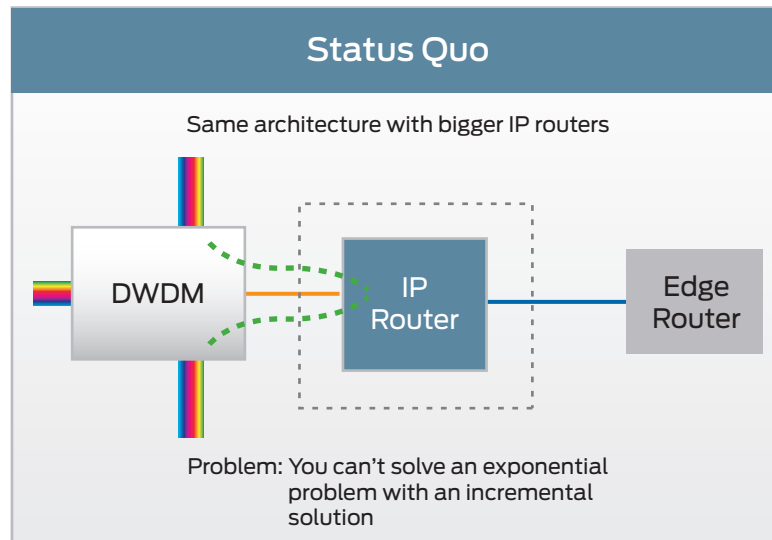 Status Quo
Same architecture with bigger IP routers
DWDM
IP
Router
Edge
Router
Problem: You can’t solve an exponential
problem with an incremental
solution